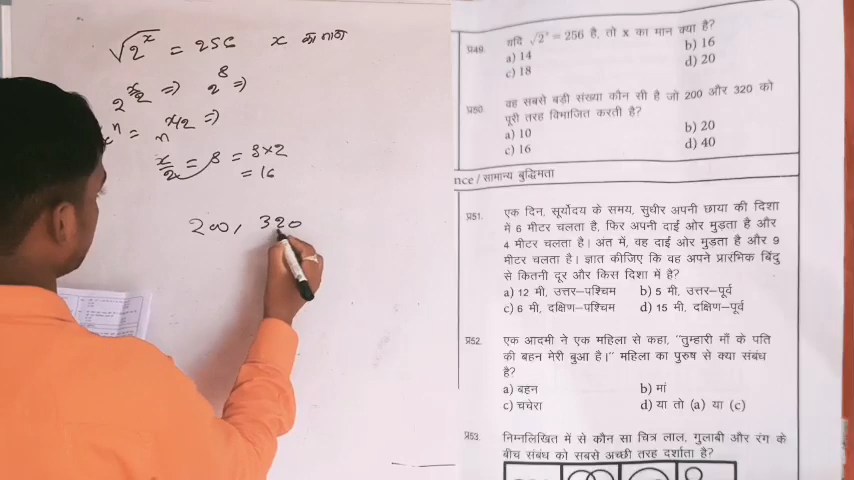 √2^x = 256 x का मान
2^x/2 => 2^8 =>
x/2 = 8 = 8×2
= 16
200, 320
प्र49. यदि √2^x = 256 है, तो x का मान क्या है?
a) 14 b) 16
c) 18 d) 20
प्र50. वह सबसे बड़ी संख्या कौन सी है जो 200 और 320 को
पूरी तरह विभाजित करती है?
a) 10 b) 20
c) 16 d) 40
nce / सामान्य बुद्धिमता
प्र51. एक दिन, सूर्योदय के समय, सुधीर अपनी छाया की दिशा
में 6 मीटर चलता है, फिर अपनी दाईं ओर मुड़ता है और
4 मीटर चलता है। अंत में, वह दाईं ओर मुडता है और 9
मीटर चलता है। ज्ञात कीजिए कि वह अपने प्रारंभिक बिंदु
से कितनी दूर और किस दिशा में है?
a) 12 मी, उत्तर–पश्चिम b) 5 मी, उत्तर–पूर्व
c) 6 मी, दक्षिण–पश्चिम d) 15 मी, दक्षिण–पूर्व
प्र52. एक आदमी ने एक महिला से कहा, "तुम्हारी माँ के पति
की बहन मेरी बुआ है।" महिला का पुरुष से क्या संबंध
है?
a) बहन b) मां
c) चचेरा d) या तो (a) या (c)
प्र53. निम्नलिखित में से कौन सा चित्र लाल, गुलाबी और रंग के
बीच संबंध को सबसे अच्छी तरह दर्शाता है?